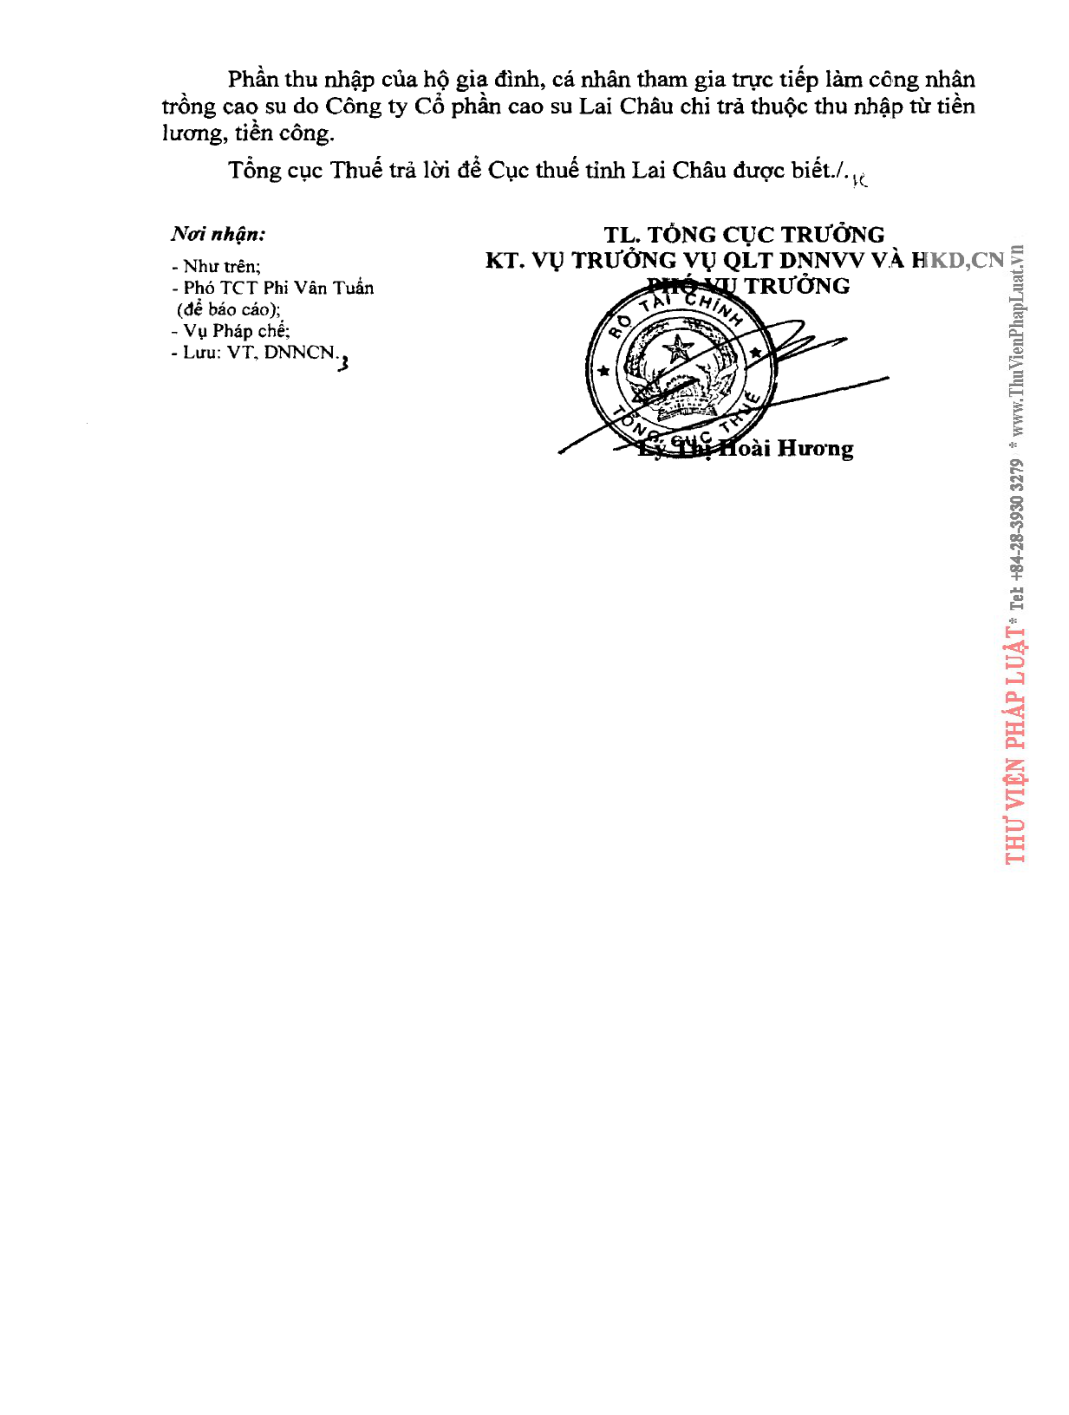 Phần thu nhập của hộ gia đình, cá nhân tham gia trực tiếp làm công nhân
trồng cao su do Công ty Cổ phần cao su Lai Châu chi trả thuộc thu nhập từ tiền
lương, tiền công.
Tổng cục Thuế trả lời để Cục thuế tỉnh Lai Châu được biết./.
Nơi nhận:
- Như trên;
- Phó TCT Phi Vân Tuấn
(để báo cáo);
- Vụ Pháp chế;
- Lưu: VT, DNNCN.
TL. TỔNG CỤC TRƯỞNG
KT. VỤ TRƯỞNG VỤ QLT DNNVV VÀ HKD,CN
PHÓ VỤ TRƯỞNG
BỘ TÀI CHÍNH
TỔNG CỤC THUẾ
Lý Thị Hoài Hương
THƯ VIỆN PHÁP LUẬT * Tel: +84-28-3930 3279 * www.ThuVienPhapLuat.vn